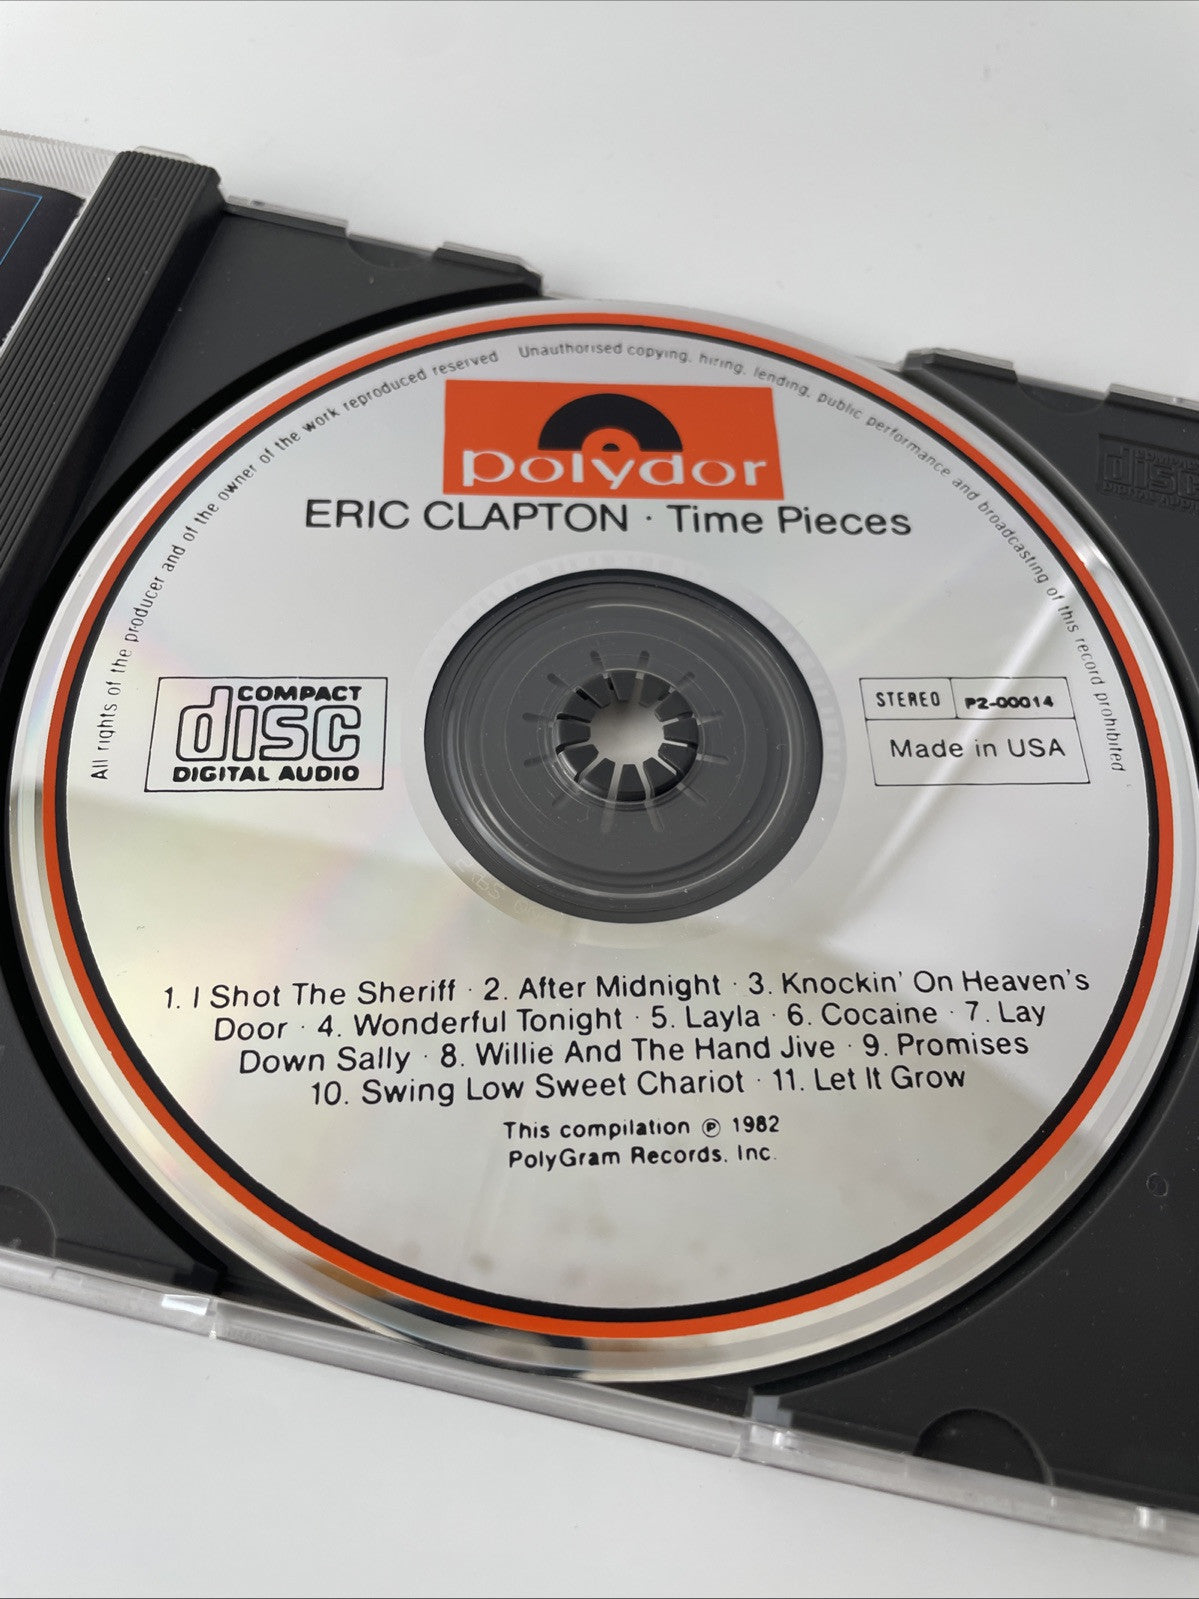 All rights of the producer and of the owner of the work reproduced reserved Unauthorised copying, hiring, lending, public performance and broadcasting of this record prohibited
polydor
ERIC CLAPTON · Time Pieces
COMPACT
disc
DIGITAL AUDIO
STEREO P2-00014
Made in USA
1. I Shot The Sheriff · 2. After Midnight · 3. Knockin' On Heaven's
Door · 4. Wonderful Tonight · 5. Layla · 6. Cocaine · 7. Lay
Down Sally · 8. Willie And The Hand Jive · 9. Promises
10. Swing Low Sweet Chariot · 11. Let It Grow
This compilation ℗ 1982
PolyGram Records, Inc.
disc
DIGITAL AUDIO